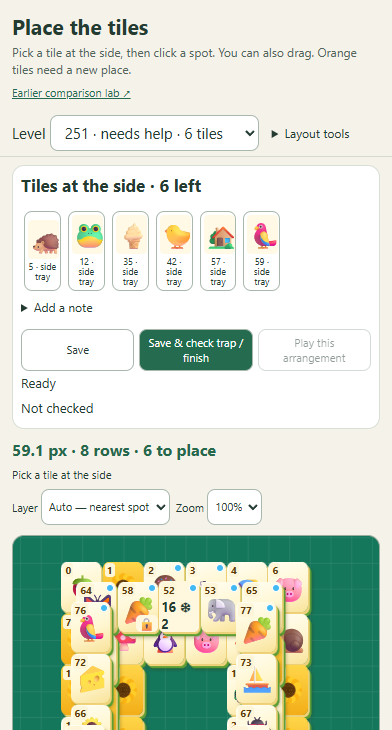 Place the tiles
Pick a tile at the side, then click a spot. You can also drag. Orange
tiles need a new place.
Earlier comparison lab ↗
Level 251 · needs help · 6 tiles ▶ Layout tools
Tiles at the side · 6 left
5 · side tray
12 · side tray
35 · side tray
42 · side tray
57 · side tray
59 · side tray
▶ Add a note
Save
Save & check trap / finish
Play this arrangement
Ready
Not checked
59.1 px · 8 rows · 6 to place
Pick a tile at the side
Layer Auto — nearest spot Zoom 100%
0 1 2 3 4 6
64 58 52 53 65
76 16 ❄ 77
7 2
72 73
1
66 67
1